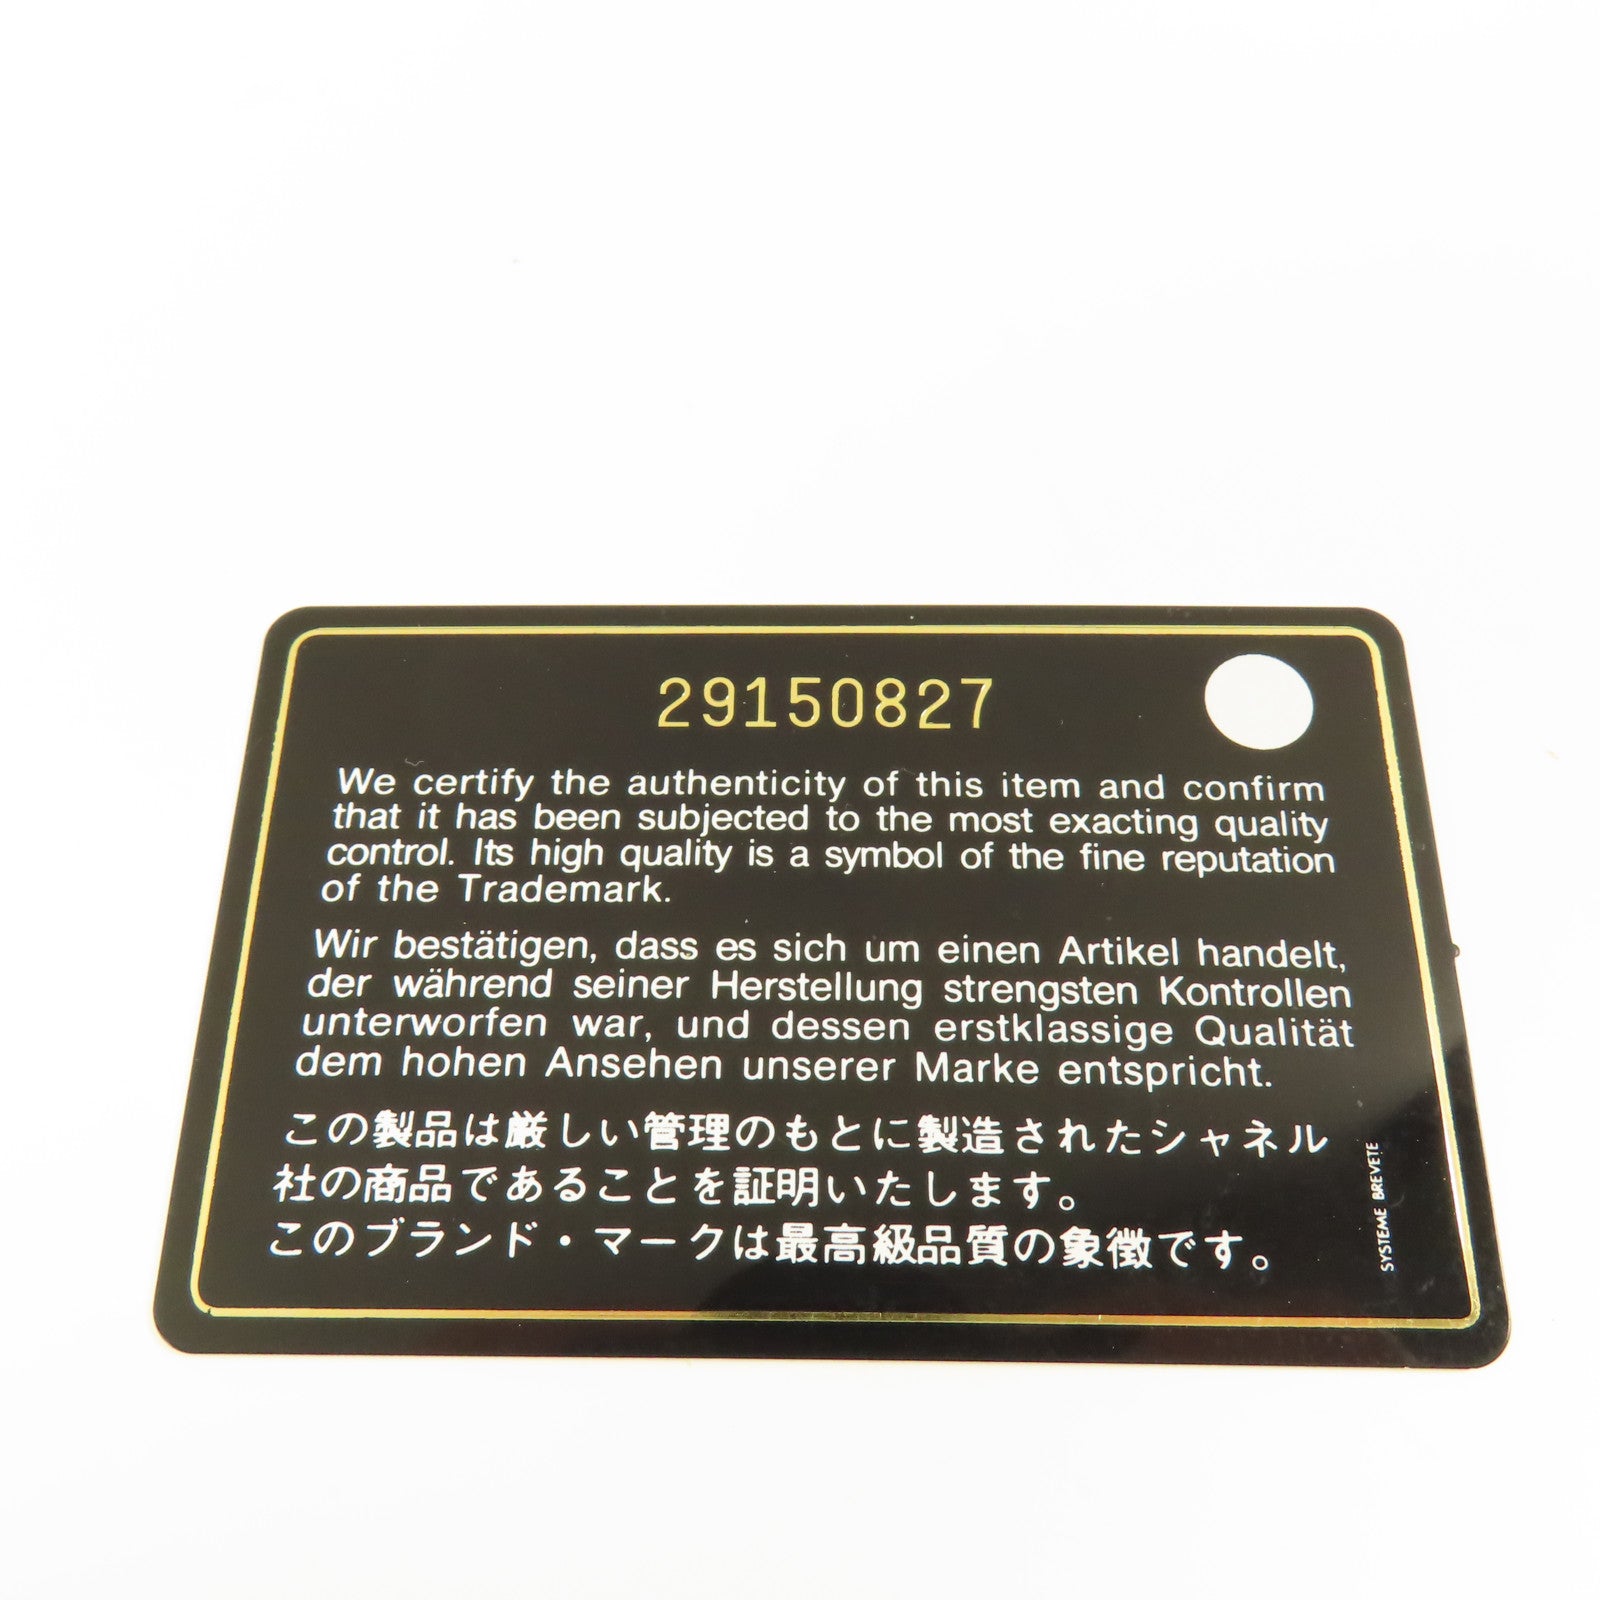 29150827
We certify the authenticity of this item and confirm
that it has been subjected to the most exacting quality
control. Its high quality is a symbol of the fine reputation
of the Trademark.
Wir bestätigen, dass es sich um einen Artikel handelt,
der während seiner Herstellung strengsten Kontrollen
unterworfen war, und dessen erstklassige Qualität
dem hohen Ansehen unserer Marke entspricht.
この製品は厳しい管理のもとに製造されたシャネル
社の商品であることを証明いたします。
このブランド・マークは最高級品質の象徴です。
SYSTEME BREVETE